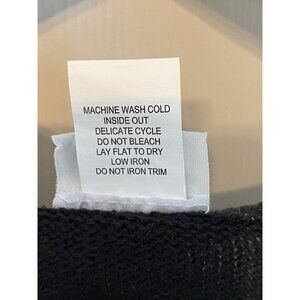 MACHINE WASH COLD
INSIDE OUT
DELICATE CYCLE
DO NOT BLEACH
LAY FLAT TO DRY
LOW IRON
DO NOT IRON TRIM